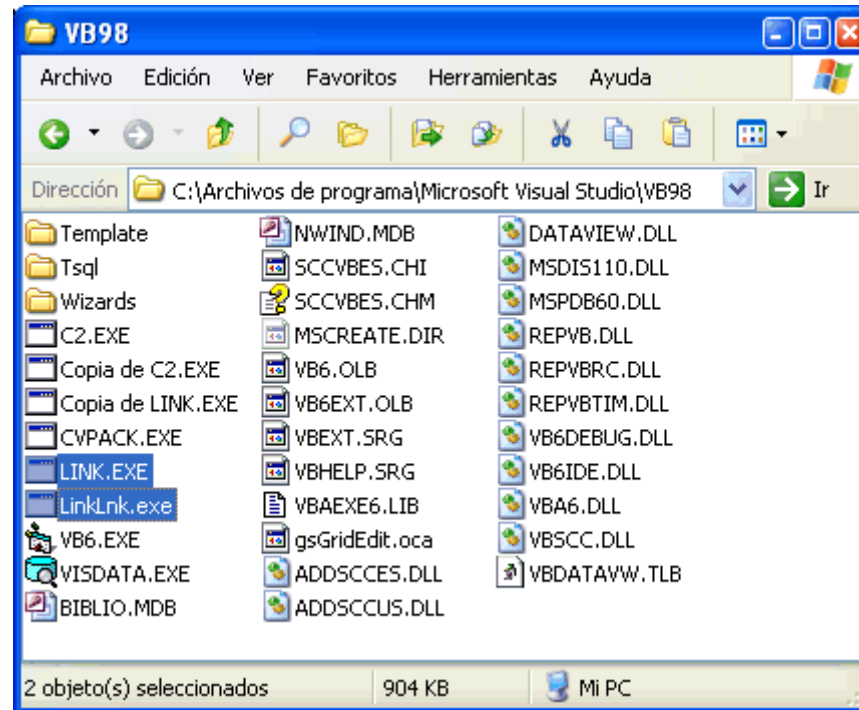 VB98
Archivo Edición Ver Favoritos Herramientas Ayuda
Dirección C:\Archivos de programa\Microsoft Visual Studio\VB98 Ir
Template NWIND.MDB DATAVIEW.DLL
Tsql SCCVBES.CHI MSDIS110.DLL
Wizards SCCVBES.CHM MSPDB60.DLL
C2.EXE MSCREATE.DIR REPVB.DLL
Copia de C2.EXE VB6.OLB REPVBRC.DLL
Copia de LINK.EXE VB6EXT.OLB REPVBTIM.DLL
CVPACK.EXE VBEXT.SRG VB6DEBUG.DLL
LINK.EXE VBHELP.SRG VB6IDE.DLL
LinkLnk.exe VBAEXE6.LIB VBA6.DLL
VB6.EXE gsGridEdit.oca VBSCC.DLL
VISDATA.EXE ADDSCCES.DLL VBDATAVW.TLB
BIBLIO.MDB ADDSCCUS.DLL
2 objeto(s) seleccionados 904 KB Mi PC